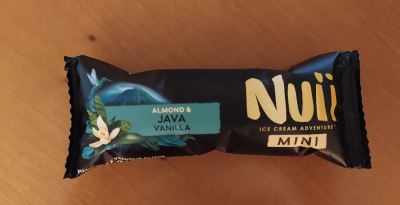 ALMOND &
JAVA
VANILLA
Nuii
ICE CREAM ADVENTURE
MINI